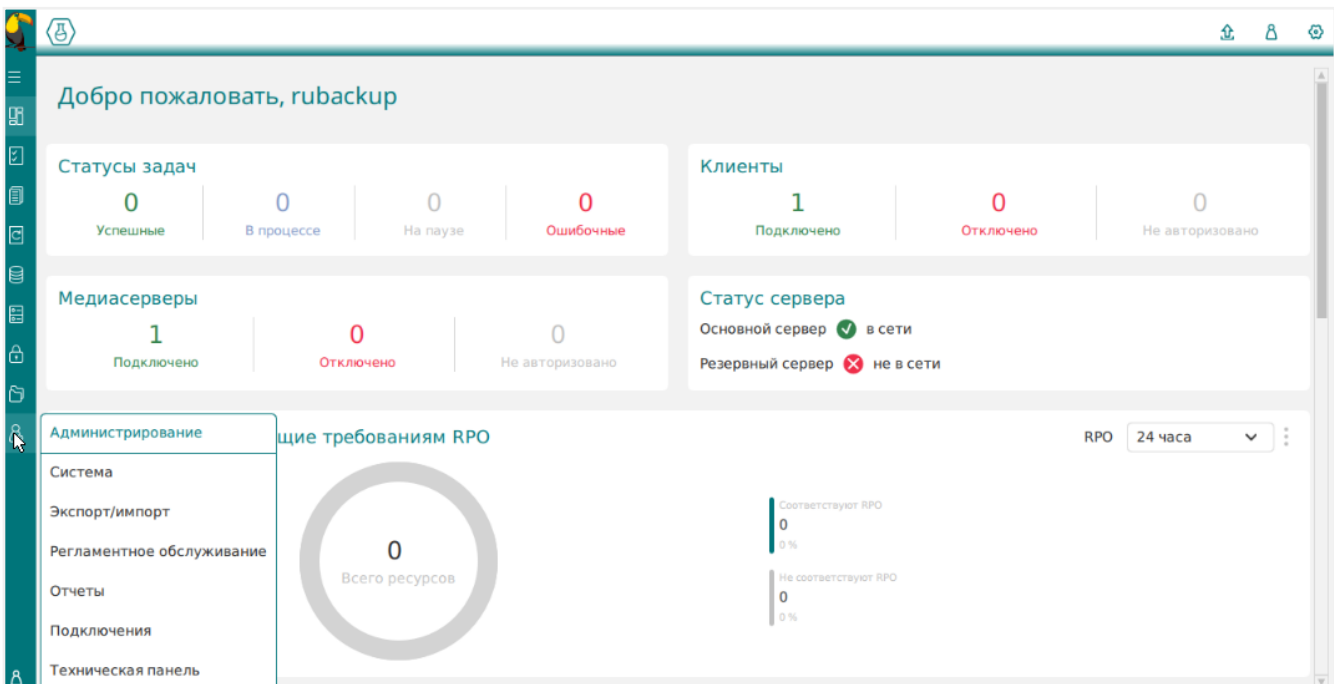 Добро пожаловать, rubackup
Статусы задач
0 0 0 0
Успешные В процессе На паузе Ошибочные
Клиенты
1 0 0
Подключено Отключено Не авторизовано
Медиасерверы
1 0 0
Подключено Отключено Не авторизовано
Статус сервера
Основной сервер в сети
Резервный сервер не в сети
Администрирование
Система
Экспорт/импорт
Регламентное обслуживание
Отчеты
Подключения
Техническая панель
щие требованиям RPO
RPO 24 часа
0
Всего ресурсов
Соответствуют RPO
0
0 %
Не соответствуют RPO
0
0 %